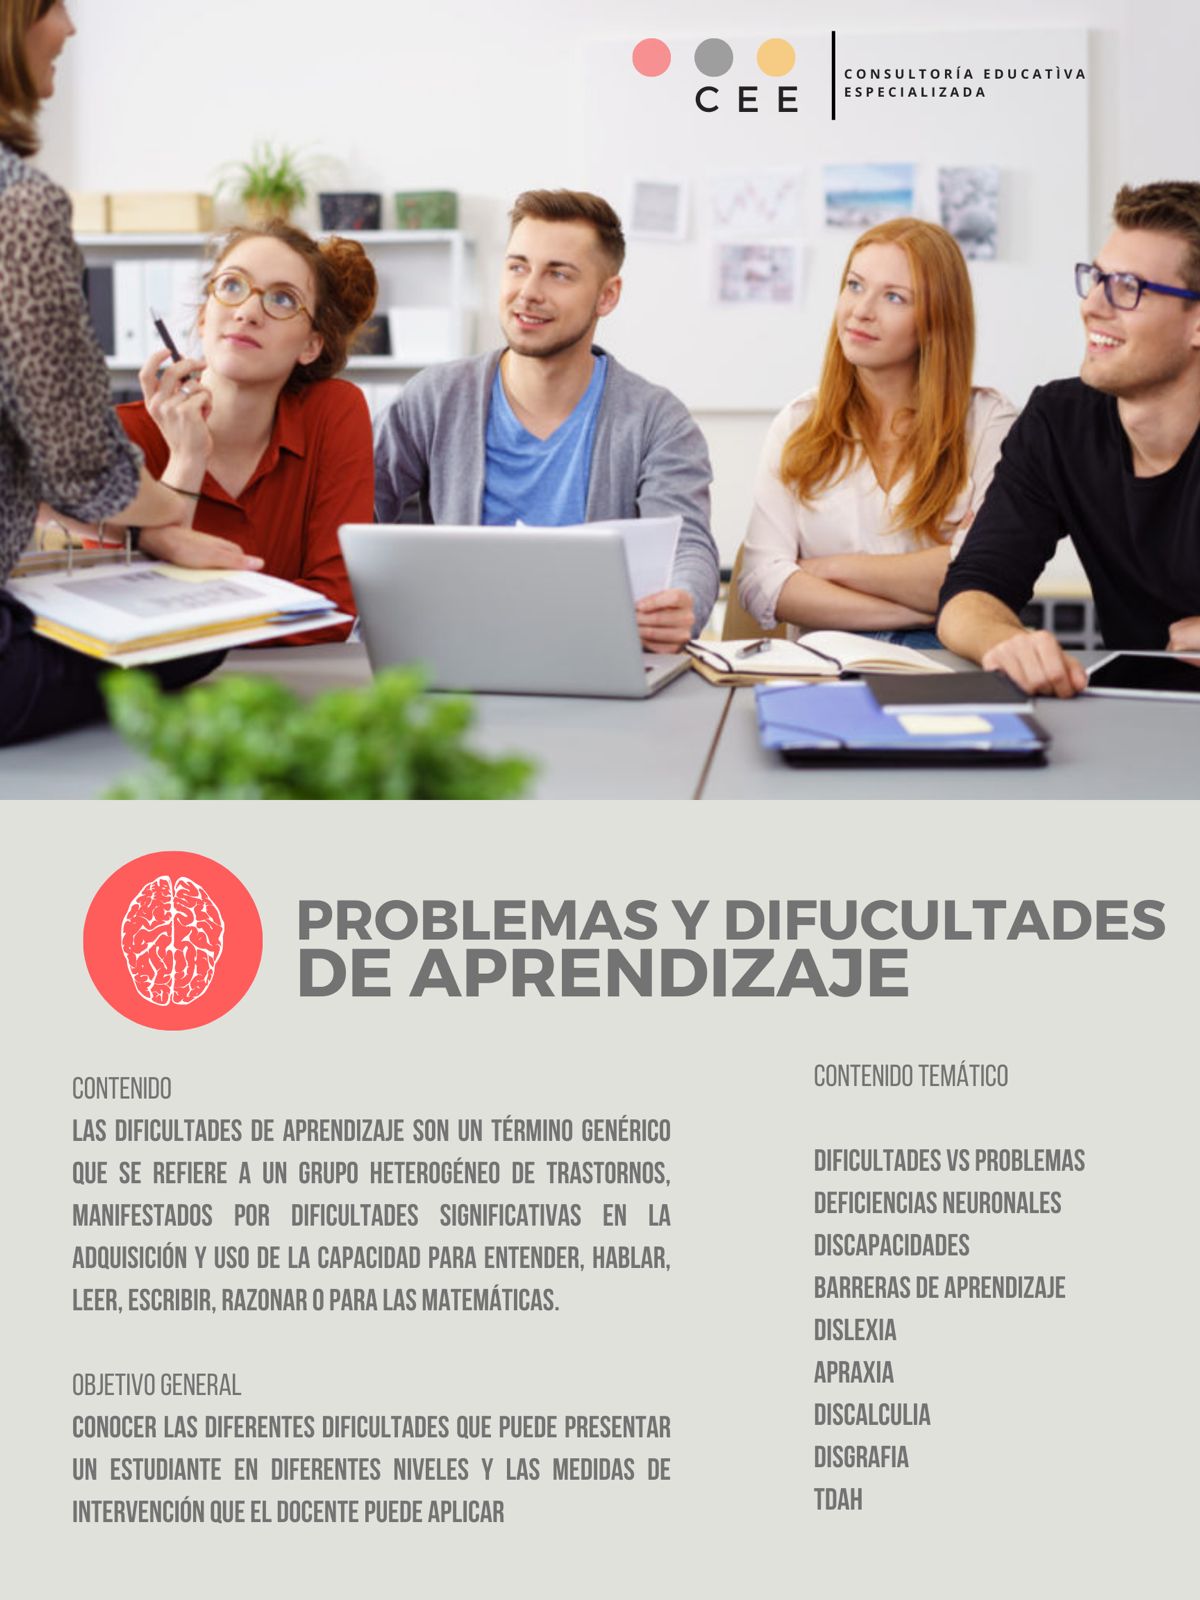 CEE
CONSULTORÍA EDUCATÌVA
ESPECIALIZADA
PROBLEMAS Y DIFUCULTADES
DE APRENDIZAJE
CONTENIDO
LAS DIFICULTADES DE APRENDIZAJE SON UN TÉRMINO GENÉRICO
QUE SE REFIERE A UN GRUPO HETEROGÉNEO DE TRASTORNOS,
MANIFESTADOS POR DIFICULTADES SIGNIFICATIVAS EN LA
ADQUISICIÓN Y USO DE LA CAPACIDAD PARA ENTENDER, HABLAR,
LEER, ESCRIBIR, RAZONAR O PARA LAS MATEMÁTICAS.
OBJETIVO GENERAL
CONOCER LAS DIFERENTES DIFICULTADES QUE PUEDE PRESENTAR
UN ESTUDIANTE EN DIFERENTES NIVELES Y LAS MEDIDAS DE
INTERVENCIÓN QUE EL DOCENTE PUEDE APLICAR
CONTENIDO TEMÁTICO
DIFICULTADES VS PROBLEMAS
DEFICIENCIAS NEURONALES
DISCAPACIDADES
BARRERAS DE APRENDIZAJE
DISLEXIA
APRAXIA
DISCALCULIA
DISGRAFIA
TDAH